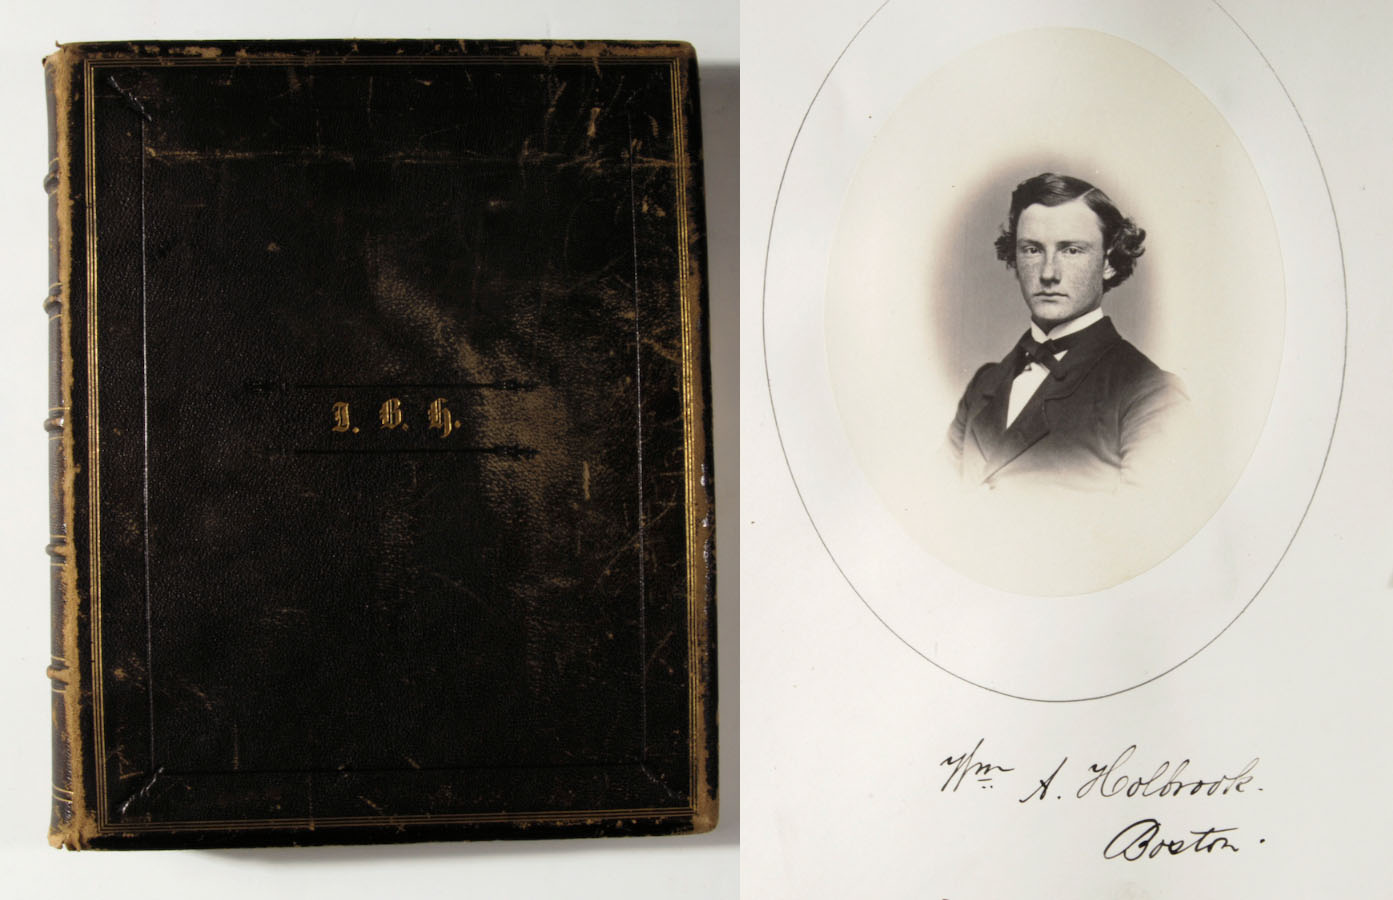 I. B. H.
Wm. A. Holbrook.
Boston.